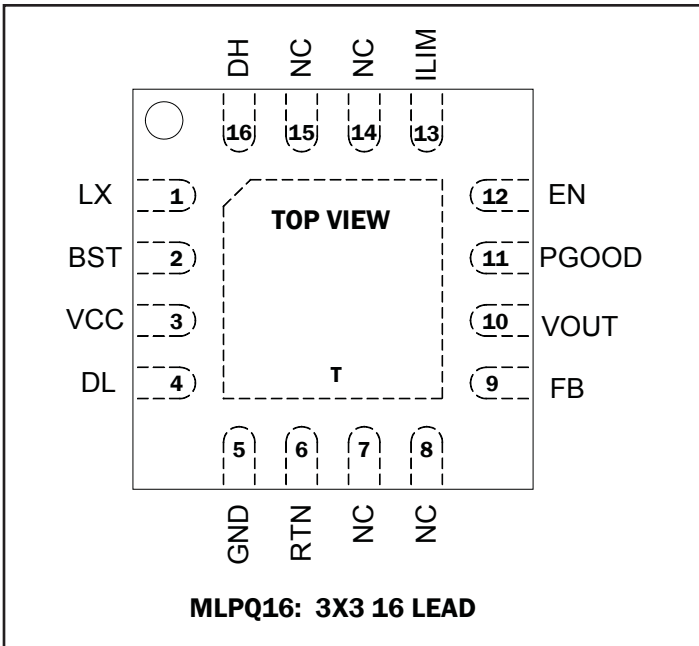 DH NC NC ILIM
16 15 14 13
LX 1 12 EN
TOP VIEW
BST 2 11 PGOOD
VCC 3 10 VOUT
DL 4 T 9 FB
5 6 7 8
GND RTN NC NC
MLPQ16: 3X3 16 LEAD